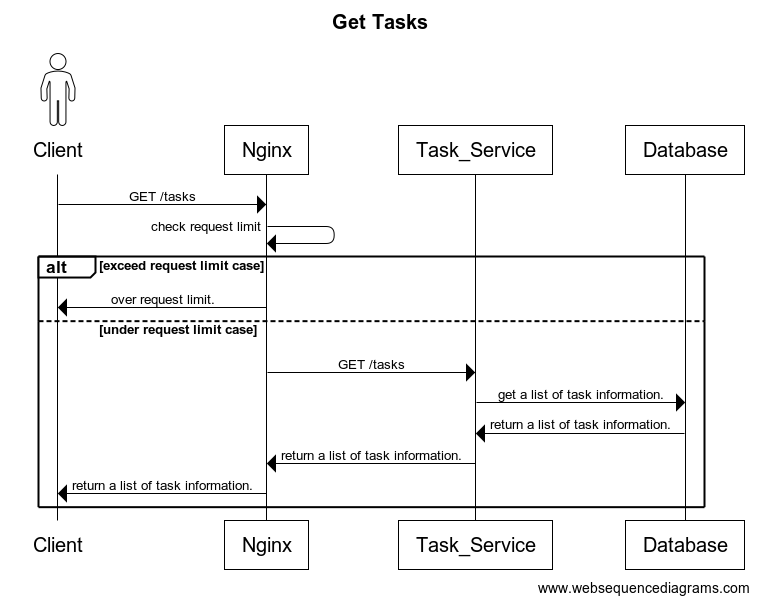 Get Tasks
Client
Nginx
Task_Service
Database
GET /tasks
check request limit
alt
[exceed request limit case]
over request limit.
[under request limit case]
GET /tasks
get a list of task information.
return a list of task information.
return a list of task information.
return a list of task information.
Client
Nginx
Task_Service
Database
www.websequencediagrams.com